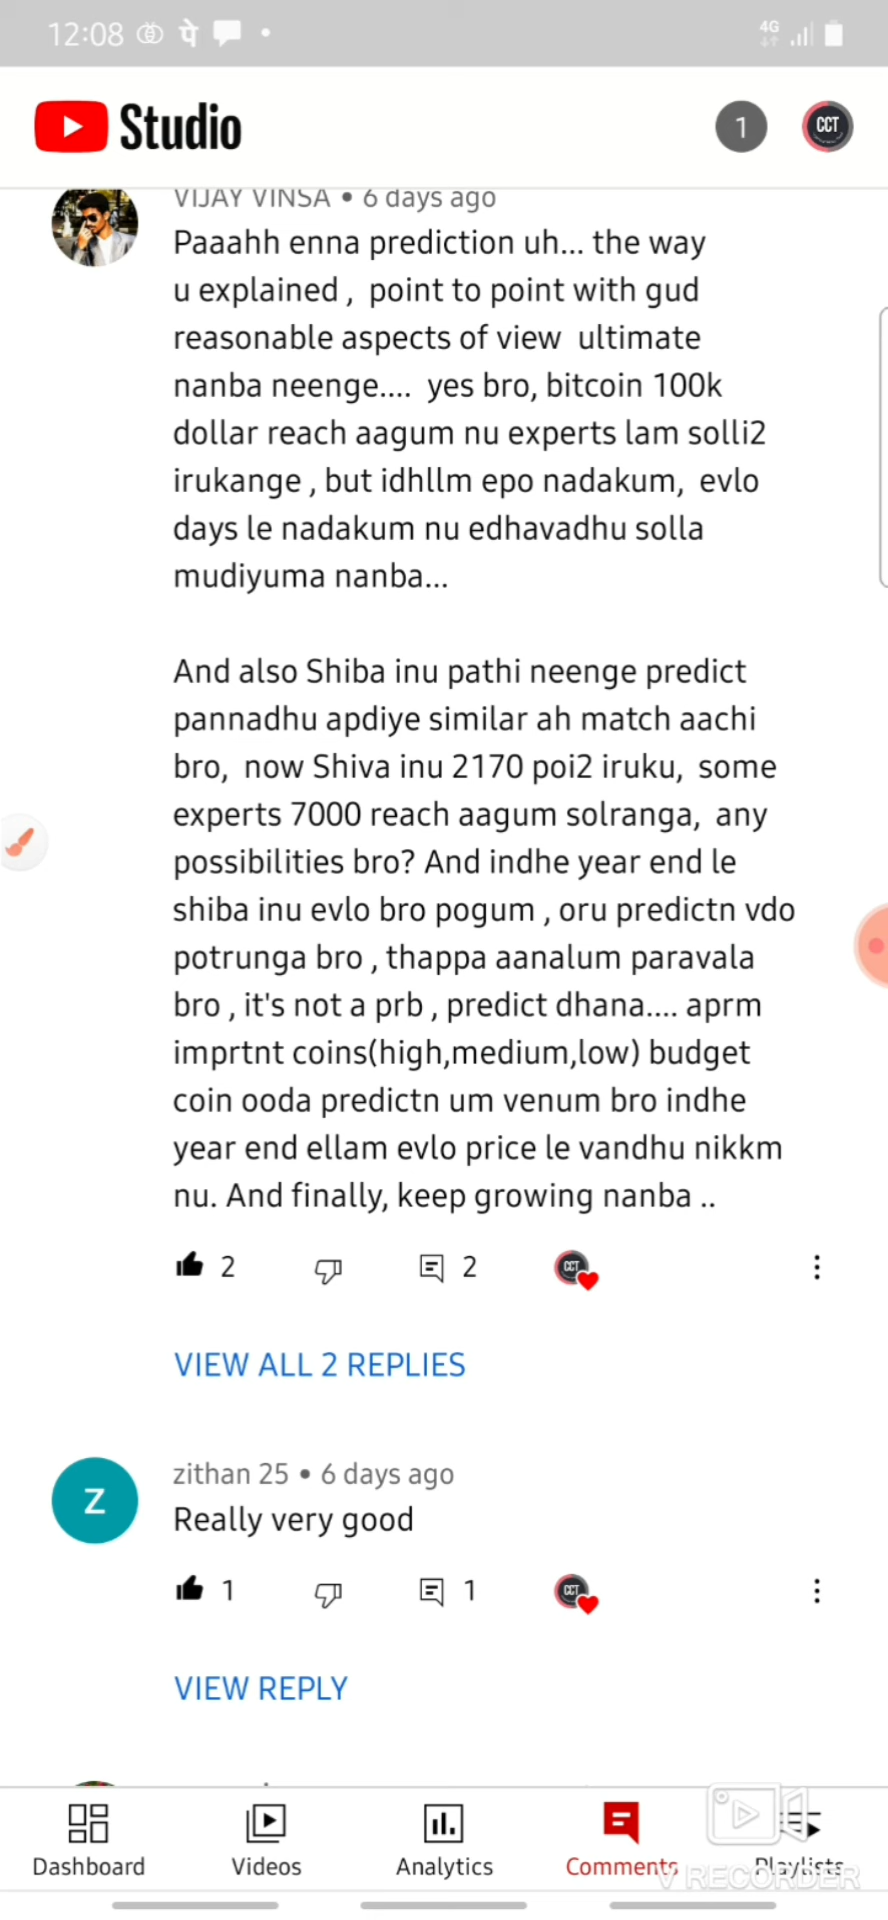 12:08 पे
4G
Studio
1
CCT
VIJAY VINSA • 6 days ago
Paaahh enna prediction uh... the way
u explained , point to point with gud
reasonable aspects of view ultimate
nanba neenge.... yes bro, bitcoin 100k
dollar reach aagum nu experts lam solli2
irukange , but idhllm epo nadakum, evlo
days le nadakum nu edhavadhu solla
mudiyuma nanba...
And also Shiba inu pathi neenge predict
pannadhu apdiye similar ah match aachi
bro, now Shiva inu 2170 poi2 iruku, some
experts 7000 reach aagum solranga, any
possibilities bro? And indhe year end le
shiba inu evlo bro pogum , oru predictn vdo
potrunga bro , thappa aanalum paravala
bro , it's not a prb , predict dhana.... aprm
imprtnt coins(high,medium,low) budget
coin ooda predictn um venum bro indhe
year end ellam evlo price le vandhu nikkm
nu. And finally, keep growing nanba ..
2 2 CCT
VIEW ALL 2 REPLIES
Z
zithan 25 • 6 days ago
Really very good
1 1 CCT
VIEW REPLY
Dashboard Videos Analytics Comments Playlists
V RECORDER